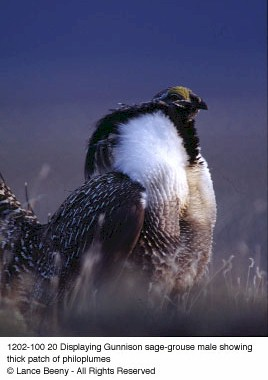 1202-100 20 Displaying Gunnison sage-grouse male showing
thick patch of philoplumes
© Lance Beeny - All Rights Reserved